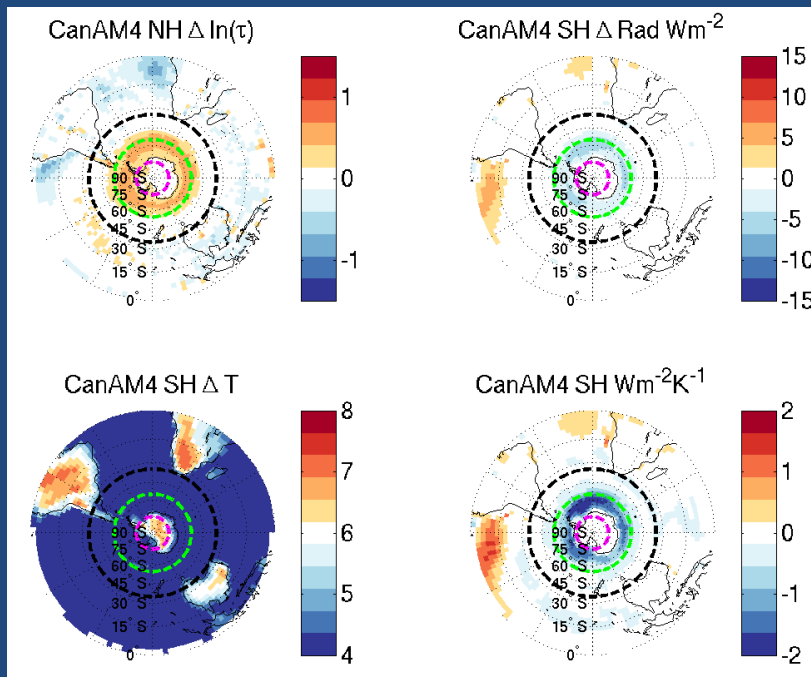 CanAM4 NH Δ ln(τ)
1
0
-1
90° S
75° S
60° S
45° S
30° S
15° S
0°
CanAM4 SH Δ Rad Wm⁻²
15
10
5
0
-5
-10
-15
90° S
75° S
60° S
45° S
30° S
15° S
0°
CanAM4 SH Δ T
8
7
6
5
4
90° S
75° S
60° S
45° S
30° S
15° S
0°
CanAM4 SH Wm⁻²K⁻¹
2
1
0
-1
-2
90° S
75° S
60° S
45° S
30° S
15° S
0°